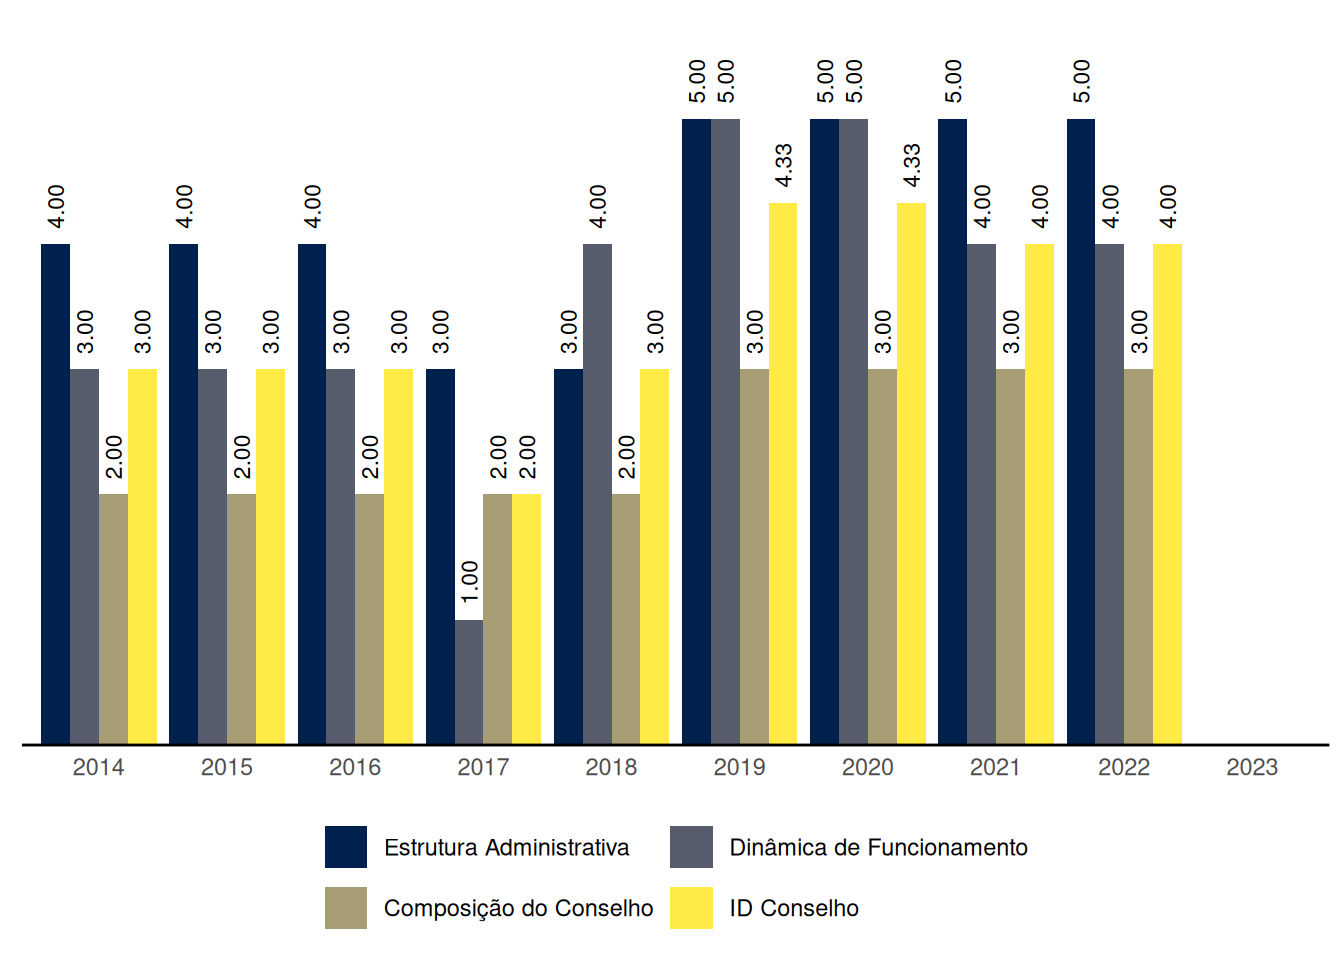 5.00 5.00 5.00 5.00 5.00 5.00
4.33 4.33
4.00 4.00 4.00 4.00 4.00 4.00 4.00 4.00
3.00 3.00 3.00 3.00 3.00 3.00 3.00 3.00 3.00 3.00 3.00 3.00 3.00
2.00 2.00 2.00 2.00 2.00 2.00
1.00
2014 2015 2016 2017 2018 2019 2020 2021 2022 2023
Estrutura Administrativa Dinâmica de Funcionamento
Composição do Conselho ID Conselho